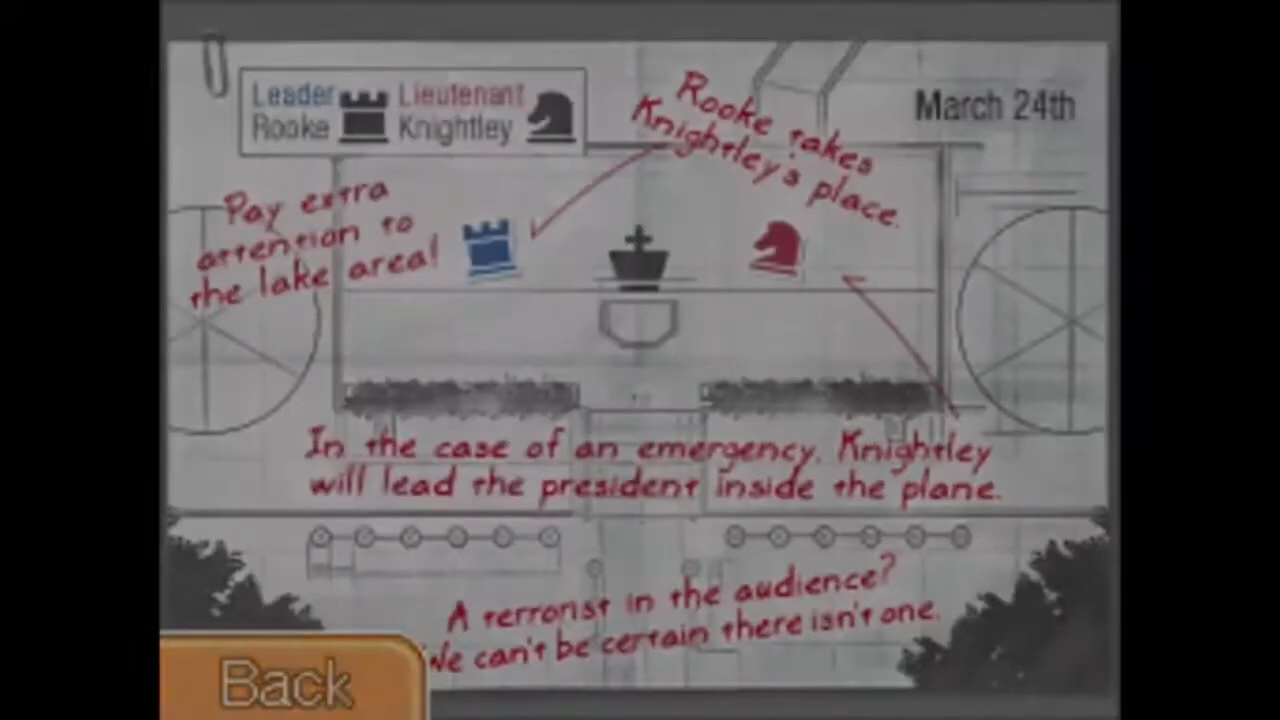 Leader
Rooke
Lieutenant
Knightley
March 24th
Rooke takes
Knightley's place.
Pay extra
attention to
the lake area!
In the case of an emergency, Knightley
will lead the president inside the plane.
A terrorist in the audience?
We can't be certain there isn't one.
Back